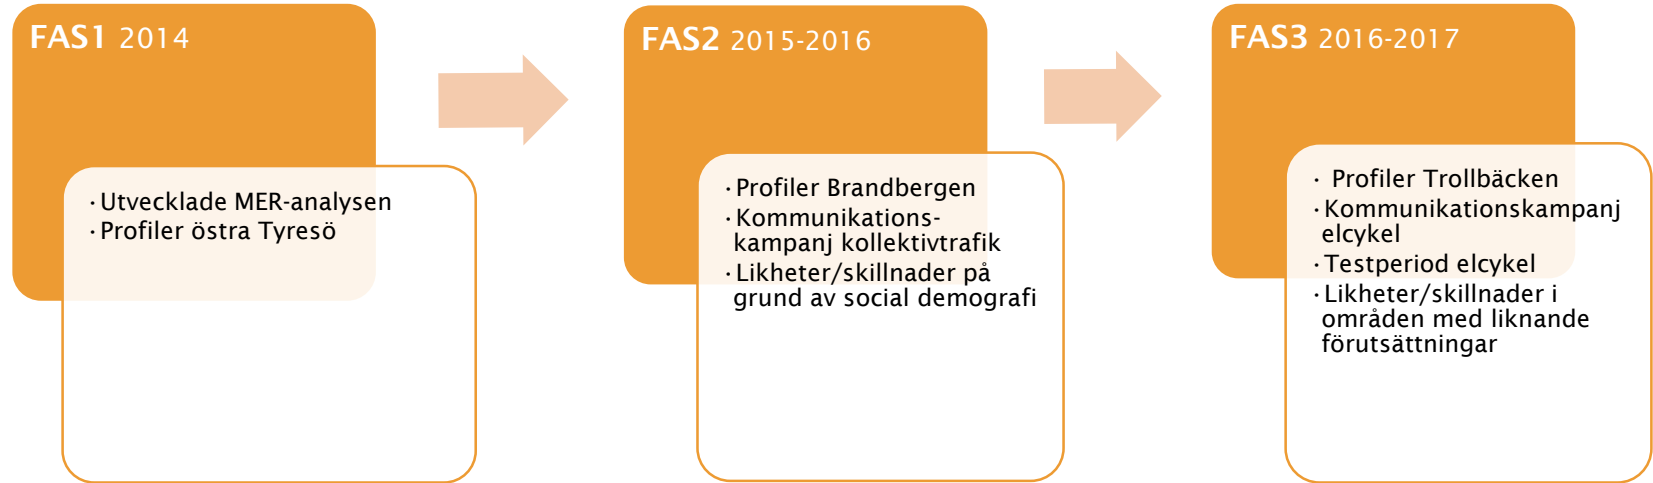 FAS1 2014
·Utvecklade MER-analysen
·Profiler östra Tyresö
FAS2 2015-2016
·Profiler Brandbergen
·Kommunikations-
kampanj kollektivtrafik
·Likheter/skillnader på
grund av social demografi
FAS3 2016-2017
· Profiler Trollbäcken
·Kommunikationskampanj
elcykel
·Testperiod elcykel
·Likheter/skillnader i
områden med liknande
förutsättningar